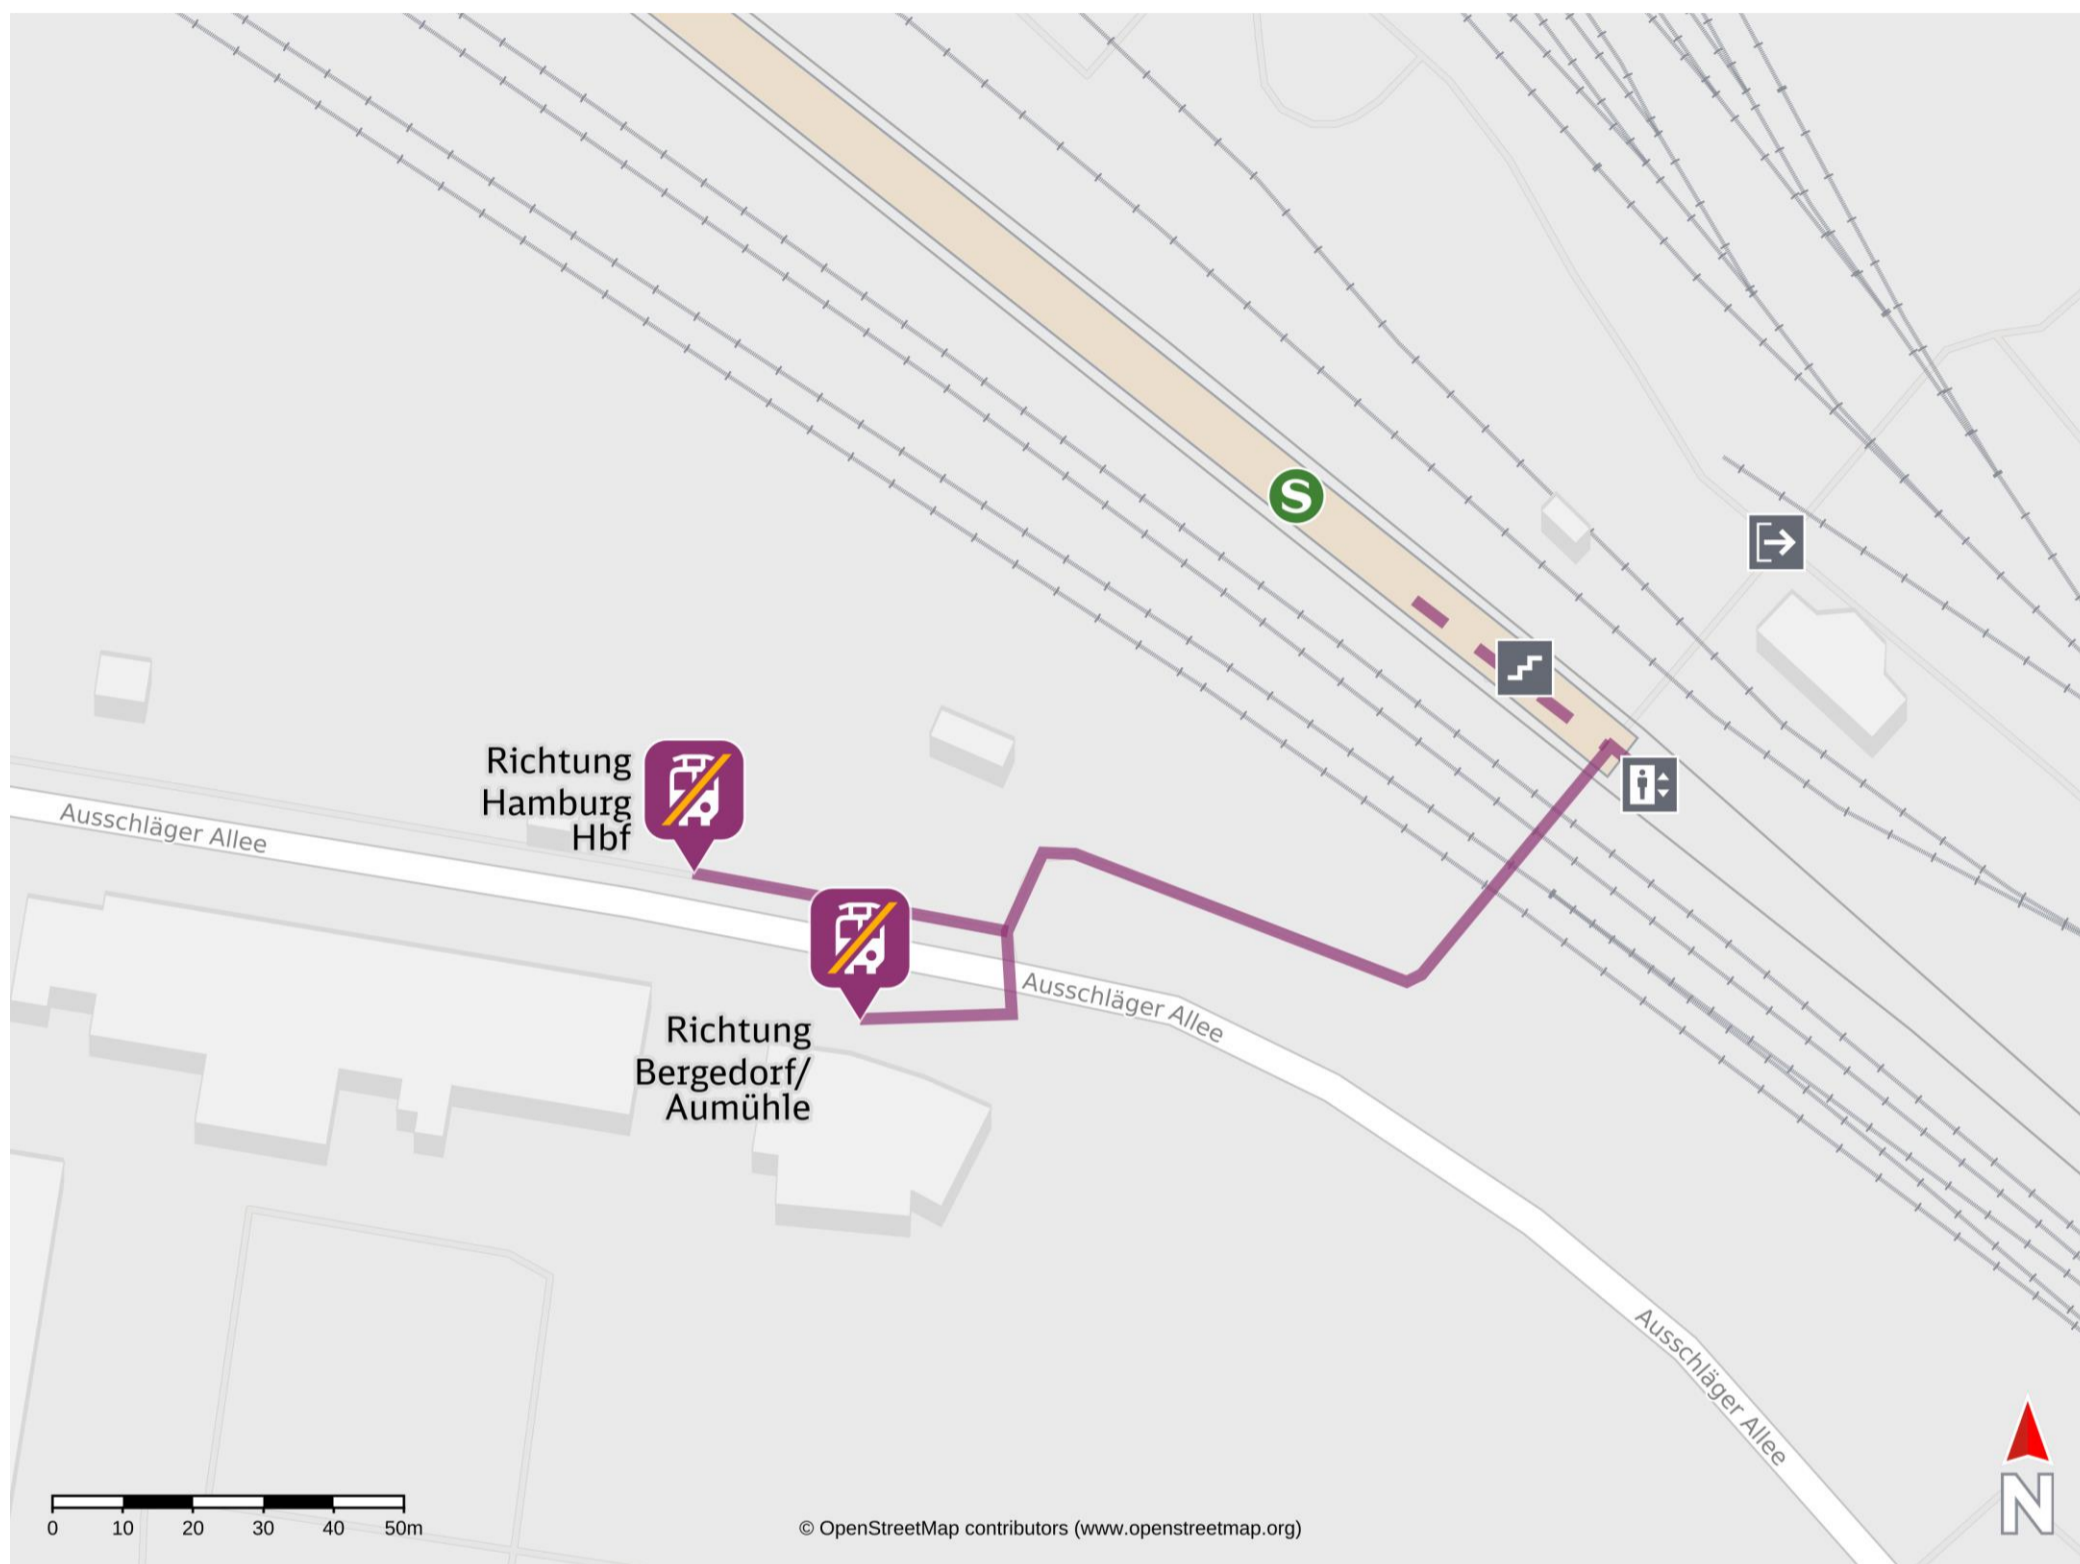 S
Richtung
Hamburg
Hbf
Ausschläger Allee
Ausschläger Allee
Richtung
Bergedorf/
Aumühle
Ausschläger Allee
0 10 20 30 40 50m
© OpenStreetMap contributors (www.openstreetmap.org)
N